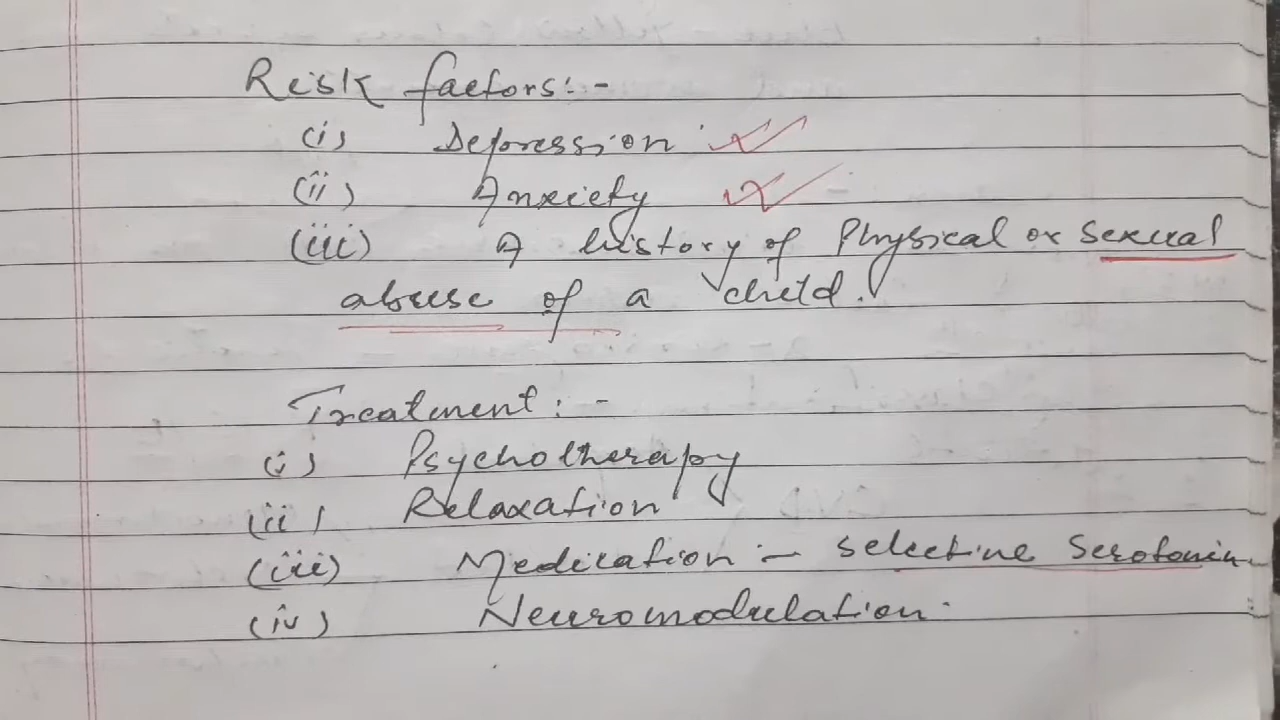 Risk factors:-
(i) Depression
(ii) Anxiety
(iii) A history of Physical or Sexual
abuse of a child.
Treatment:-
(i) Psychotherapy
(ii) Relaxation
(iii) Medication:- Selective Serotonin
(iv) Neuromodulation.